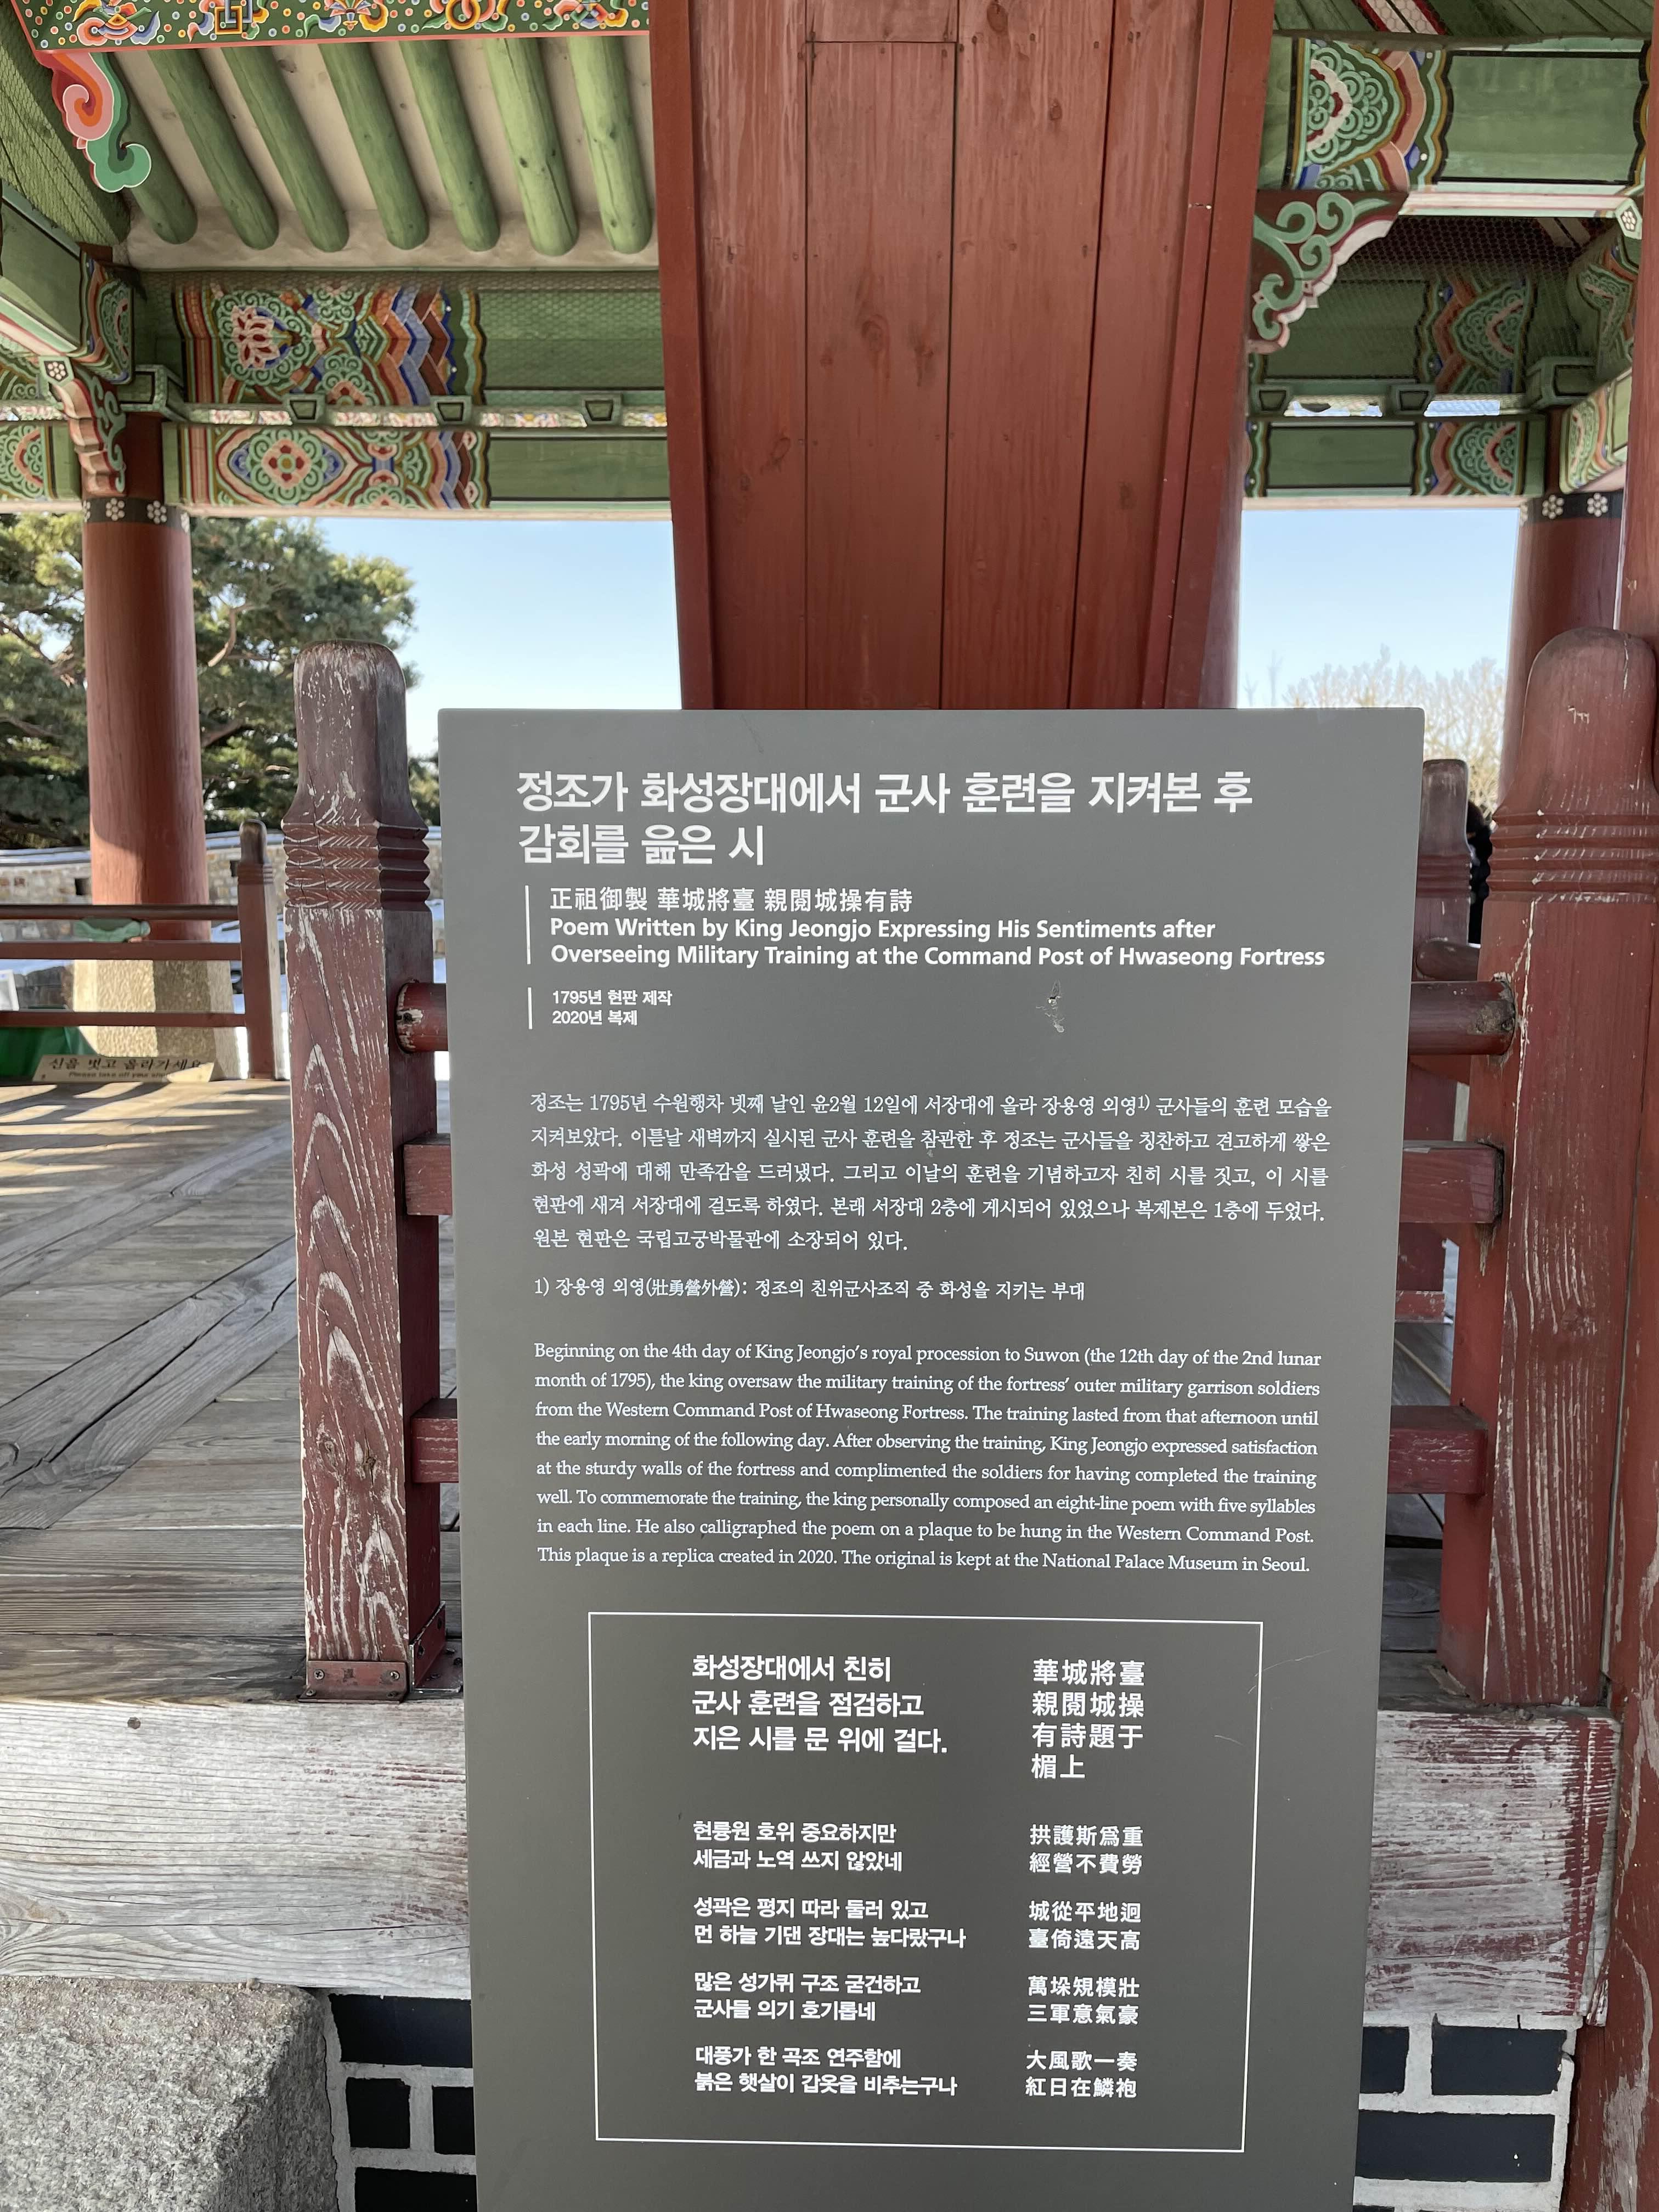 정조가 화성장대에서 군사 훈련을 지켜본 후
감회를 읊은 시
正祖御製 華城將臺 親閱城操有詩
Poem Written by King Jeongjo Expressing His Sentiments after
Overseeing Military Training at the Command Post of Hwaseong Fortress
1795년 현판 제작
2020년 복제
신을 벗고 올라가세요
Please take off your
정조는 1795년 수원행차 넷째 날인 윤2월 12일에 서장대에 올라 장용영 외영1) 군사들의 훈련 모습을
지켜보았다. 이튿날 새벽까지 실시된 군사 훈련을 참관한 후 정조는 군사들을 칭찬하고 견고하게 쌓은
화성 성곽에 대해 만족감을 드러냈다. 그리고 이날의 훈련을 기념하고자 친히 시를 짓고, 이 시를
현판에 새겨 서장대에 걸도록 하였다. 본래 서장대 2층에 게시되어 있었으나 복제본은 1층에 두었다.
원본 현판은 국립고궁박물관에 소장되어 있다.
1) 장용영 외영(壯勇營外營): 정조의 친위군사조직 중 화성을 지키는 부대
Beginning on the 4th day of King Jeongjo's royal procession to Suwon (the 12th day of the 2nd lunar
month of 1795), the king oversaw the military training of the fortress' outer military garrison soldiers
from the Western Command Post of Hwaseong Fortress. The training lasted from that afternoon until
the early morning of the following day. After observing the training, King Jeongjo expressed satisfaction
at the sturdy walls of the fortress and complimented the soldiers for having completed the training
well. To commemorate the training, the king personally composed an eight-line poem with five syllables
in each line. He also calligraphed the poem on a plaque to be hung in the Western Command Post.
This plaque is a replica created in 2020. The original is kept at the National Palace Museum in Seoul.
화성장대에서 친히
군사 훈련을 점검하고
지은 시를 문 위에 걸다.
華城將臺
親閱城操
有詩題于
楣上
현륭원 호위 중요하지만
세금과 노역 쓰지 않았네
拱護斯爲重
經營不費勞
성곽은 평지 따라 둘러 있고
먼 하늘 기댄 장대는 높다랐구나
城從平地迥
臺倚遠天高
많은 성가퀴 구조 굳건하고
군사들 의기 호기롭네
萬垛䂓模壯
三軍意氣豪
대풍가 한 곡조 연주함에
붉은 햇살이 갑옷을 비추는구나
大風歌一奏
紅日在鱗袍